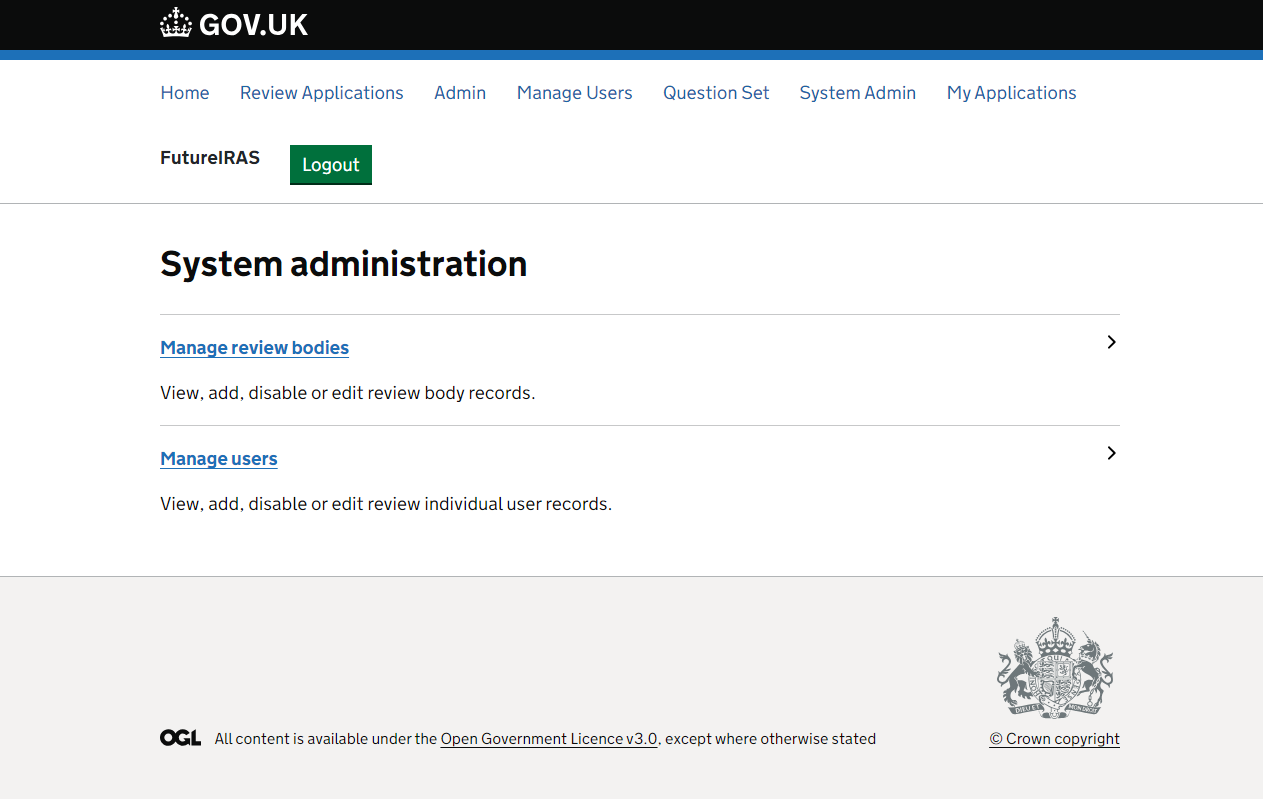 GOV.UK
Home Review Applications Admin Manage Users Question Set System Admin My Applications
FutureIRAS Logout
System administration
Manage review bodies
View, add, disable or edit review body records.
Manage users
View, add, disable or edit review individual user records.
OGL All content is available under the Open Government Licence v3.0, except where otherwise stated
© Crown copyright